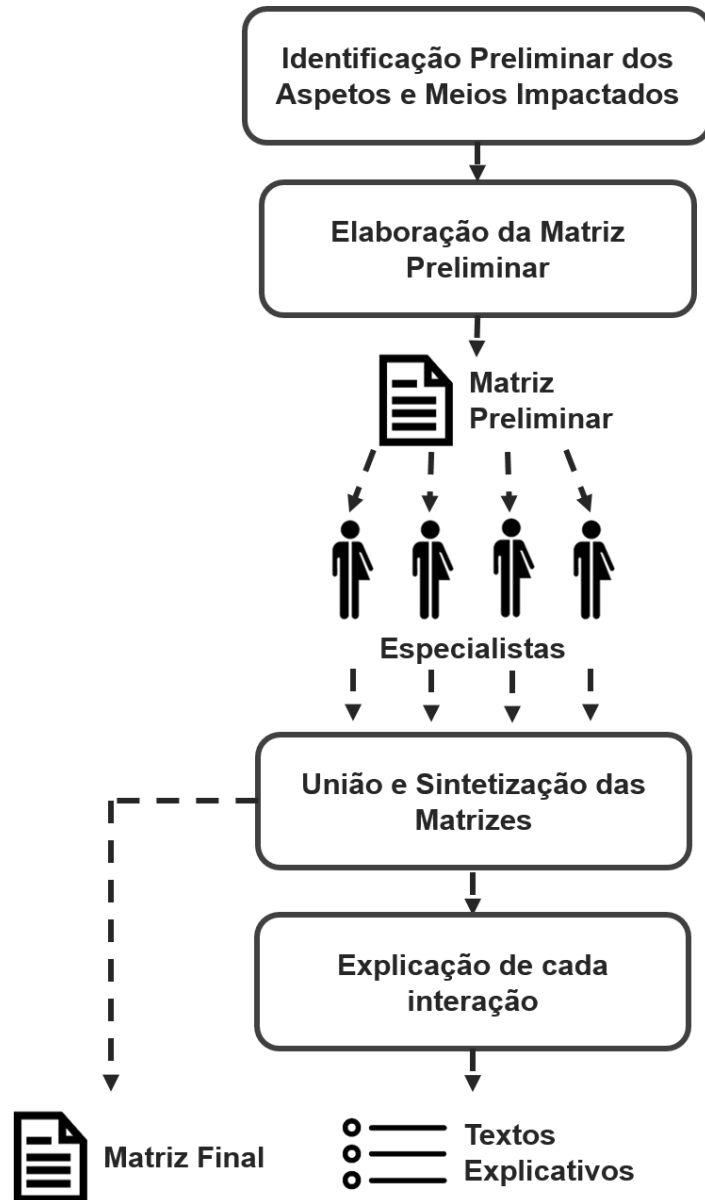 Identificação Preliminar dos
Aspetos e Meios Impactados
Elaboração da Matriz
Preliminar
Matriz
Preliminar
Especialistas
União e Sintetização das
Matrizes
Explicação de cada
interação
Matriz Final
Textos
Explicativos